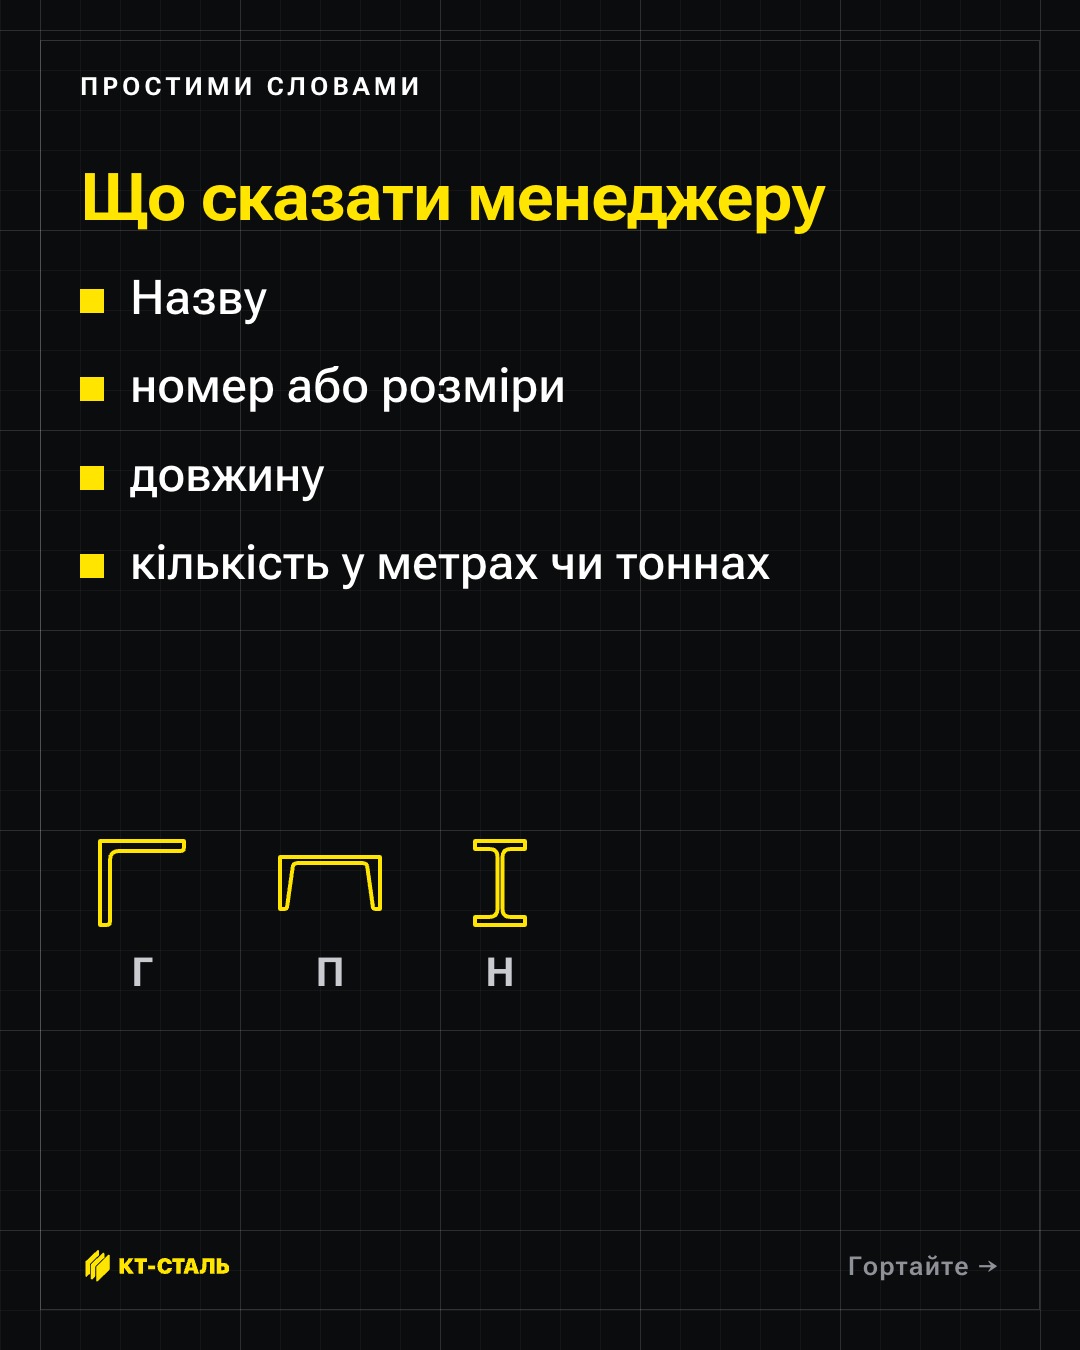 ПРОСТИМИ СЛОВАМИ
Що сказати менеджеру
Назву
номер або розміри
довжину
кількість у метрах чи тоннах
Г П Н
КТ-СТАЛЬ
Гортайте →